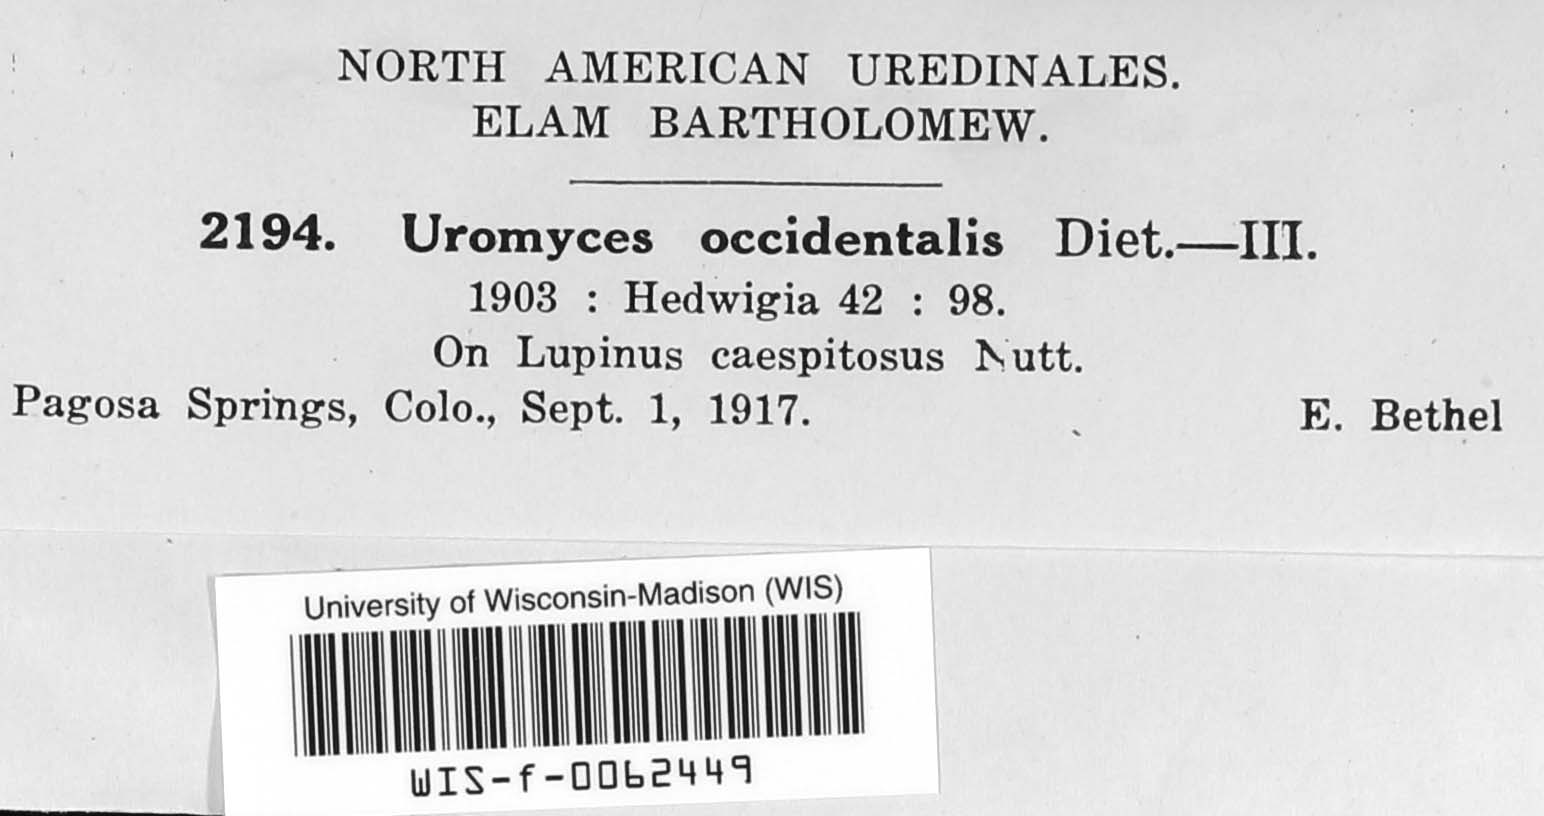 NORTH AMERICAN UREDINALES.
ELAM BARTHOLOMEW.
2194. Uromyces occidentalis Diet.—III.
1903 : Hedwigia 42 : 98.
On Lupinus caespitosus Nutt.
Pagosa Springs, Colo., Sept. 1, 1917. E. Bethel
University of Wisconsin-Madison (WIS)
WIS-f-0062449